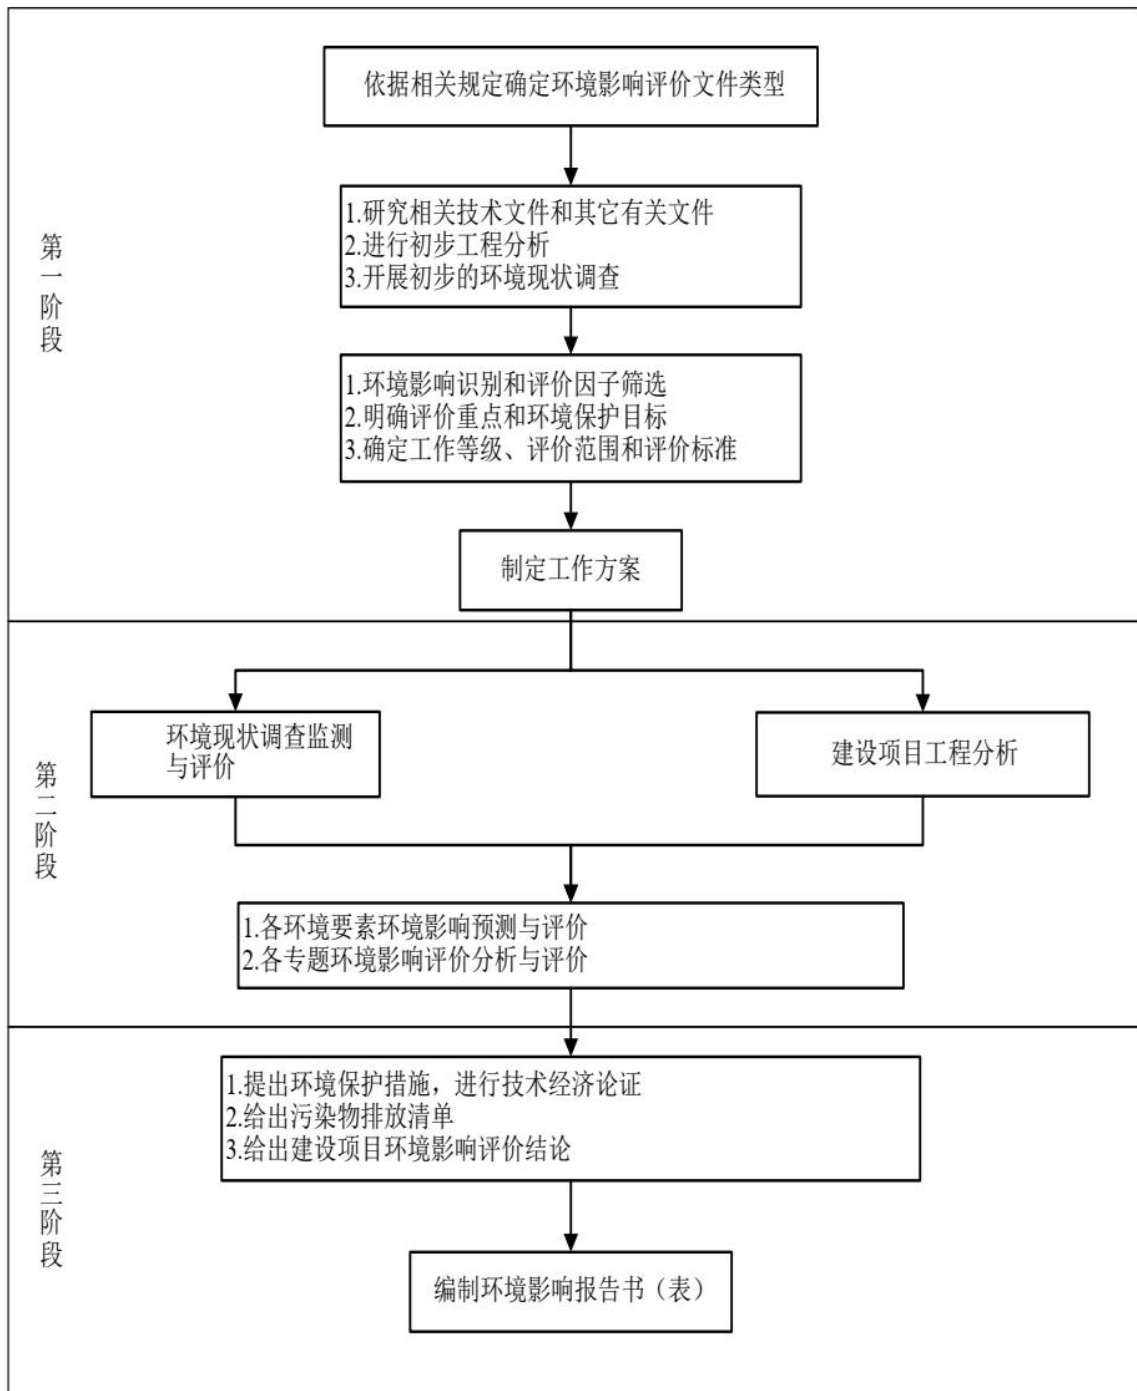 依据相关规定确定环境影响评价文件类型
第一阶段
1.研究相关技术文件和其它有关文件
2.进行初步工程分析
3.开展初步的环境现状调查
1.环境影响识别和评价因子筛选
2.明确评价重点和环境保护目标
3.确定工作等级、评价范围和评价标准
制定工作方案
第二阶段
环境现状调查监测
与评价
建设项目工程分析
1.各环境要素环境影响预测与评价
2.各专题环境影响评价分析与评价
第三阶段
1.提出环境保护措施，进行技术经济论证
2.给出污染物排放清单
3.给出建设项目环境影响评价结论
编制环境影响报告书（表）